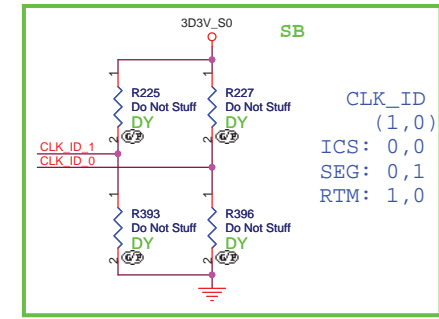 3D3V_S0
SB
1
1
R225
Do Not Stuff
DY
G/P
2
R227
Do Not Stuff
DY
G/P
2
CLK_ID_1
CLK_ID_0
CLK_ID
(1,0)
ICS: 0,0
SEG: 0,1
RTM: 1,0
1
1
R393
Do Not Stuff
DY
G/P
2
R396
Do Not Stuff
DY
G/P
2